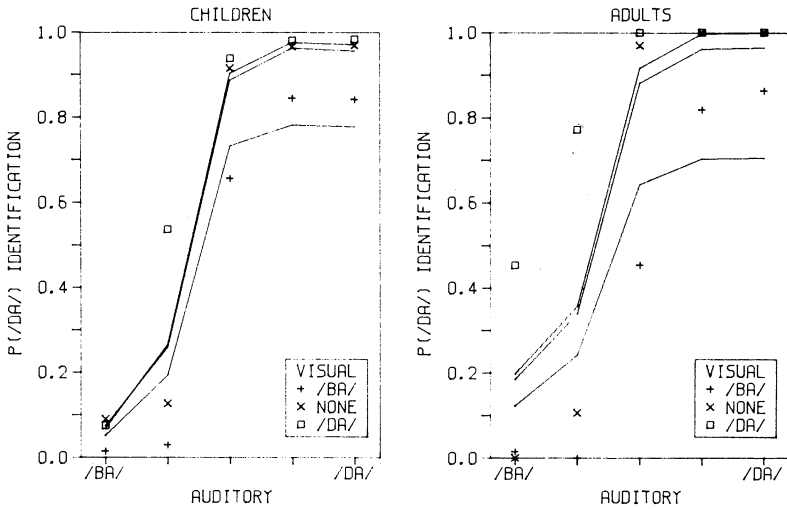 CHILDREN
1.0
0.8
0.6
0.4
0.2
0.0
P(/DA/) IDENTIFICATION
/BA/
/DA/
AUDITORY
VISUAL
+ /BA/
× NONE
□ /DA/
ADULTS
1.0
0.8
0.6
0.4
0.2
0.0
P(/DA/) IDENTIFICATION
/BA/
/DA/
AUDITORY
VISUAL
+ /BA/
× NONE
□ /DA/